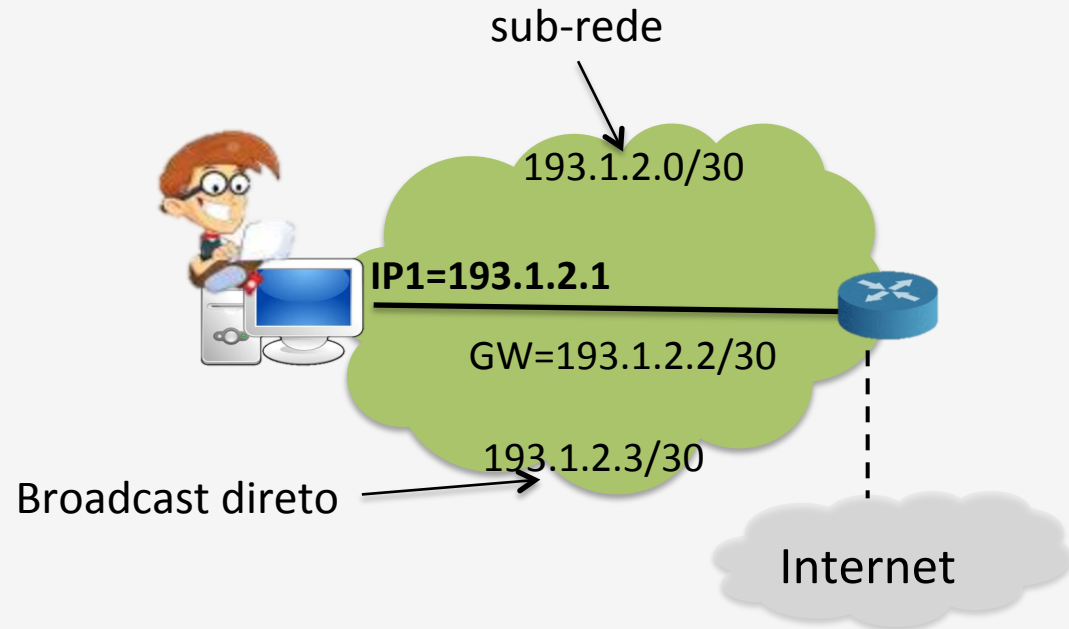 sub-rede
193.1.2.0/30
IP1=193.1.2.1
GW=193.1.2.2/30
193.1.2.3/30
Broadcast direto
Internet